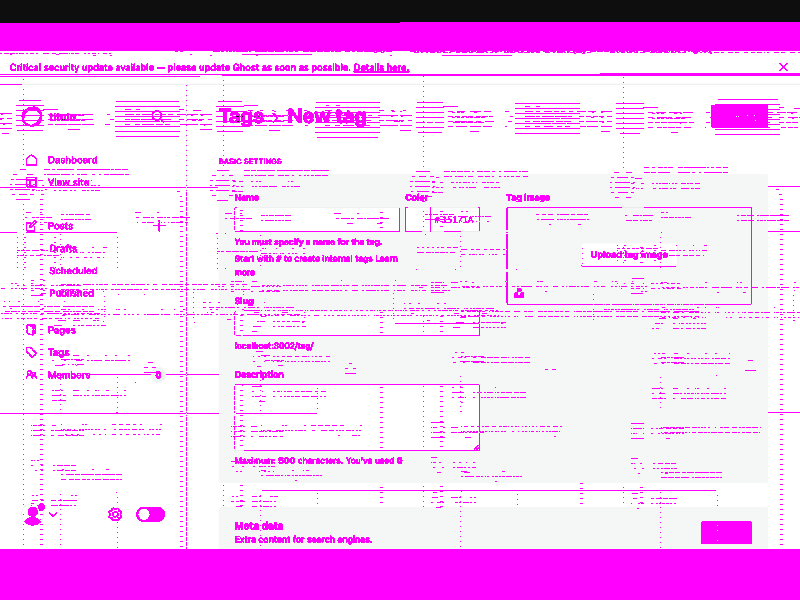 Critical security update available — please update Ghost as soon as possible. Details here.
titulo
Tags
New tag
Dashboard
View site
Posts
Drafts
Scheduled
Published
Pages
Tags
Members 0
BASIC SETTINGS
Name
Color
Tag image
#15171A
You must specify a name for the tag.
Start with # to create internal tags Learn
more
Upload tag image
Slug
localhost:3002/tag/
Description
Maximum: 500 characters. You've used 0
Meta data
Extra content for search engines.